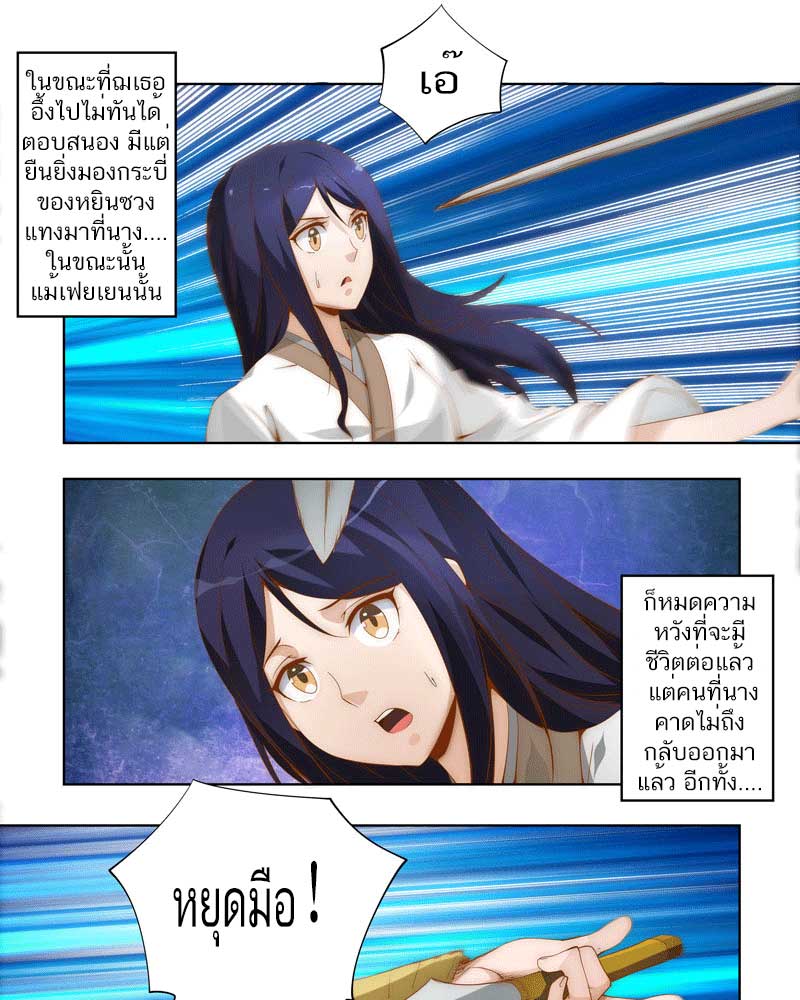 เอ๊
ในขณะที่ฌเธอ
อึ้งไปไม่ทันได้
ตอบสนอง มีแต่
ยืนยิ่งมองกระบี่
ของหยินซวง
แทงมาที่นาง....
ในขณะนั้น
แม้เฟยเยนนั้น
ก็หมดความ
หวังที่จะมี
ชีวิตต่อแล้ว
แต่คนที่นาง
คาดไม่ถึง
กลับออกมา
แล้ว อีกทั้ง....
หยุดมือ !